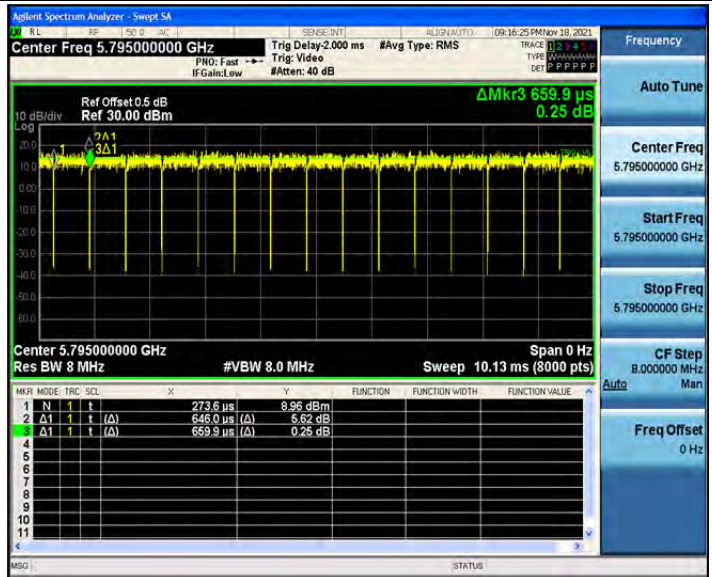 Agilent Spectrum Analyzer - Swept SA
RL RF 50 Ω AC SENSE:INT ALIGNAUTO 09:16:25 PM Nov 18, 2021
Center Freq 5.795000000 GHz
PNO: Fast
IFGain:Low
Trig Delay-2.000 ms
Trig: Video
#Atten: 40 dB
#Avg Type: RMS
TRACE 1 2 3 4 5 6
TYPE
DET P P P P P P
Ref Offset 0.5 dB
Ref 30.00 dBm
10 dB/div
Log
ΔMkr3 659.9 µs
0.25 dB
20.0
10.0
0.00
-10.0
-20.0
-30.0
-40.0
-50.0
-60.0
1
2Δ1
3Δ1
Center 5.795000000 GHz
Span 0 Hz
Res BW 8 MHz
#VBW 8.0 MHz
Sweep 10.13 ms (8000 pts)
MKR MODE TRC SCL X Y FUNCTION FUNCTION WIDTH FUNCTION VALUE
1 N 1 t 273.6 µs 8.96 dBm
2 Δ1 1 t (Δ) 646.0 µs (Δ) 5.62 dB
3 Δ1 1 t (Δ) 659.9 µs (Δ) 0.25 dB
4
5
6
7
8
9
10
11
MSG
STATUS
Frequency
Auto Tune
Center Freq
5.795000000 GHz
Start Freq
5.795000000 GHz
Stop Freq
5.795000000 GHz
CF Step
8.000000 MHz
Auto Man
Freq Offset
0 Hz